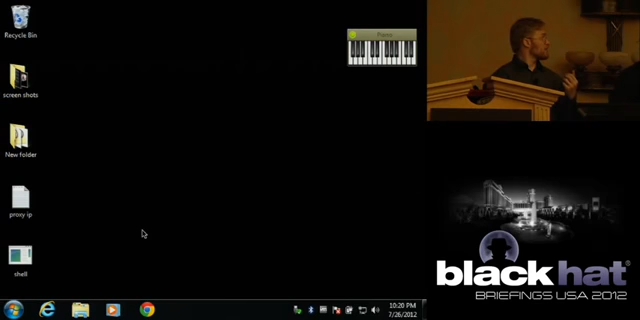 Recycle Bin
Piano
screen shots
New folder
proxy ip
shell
10:20 PM
7/26/2012
black hat®
BRIEFINGS USA 2012